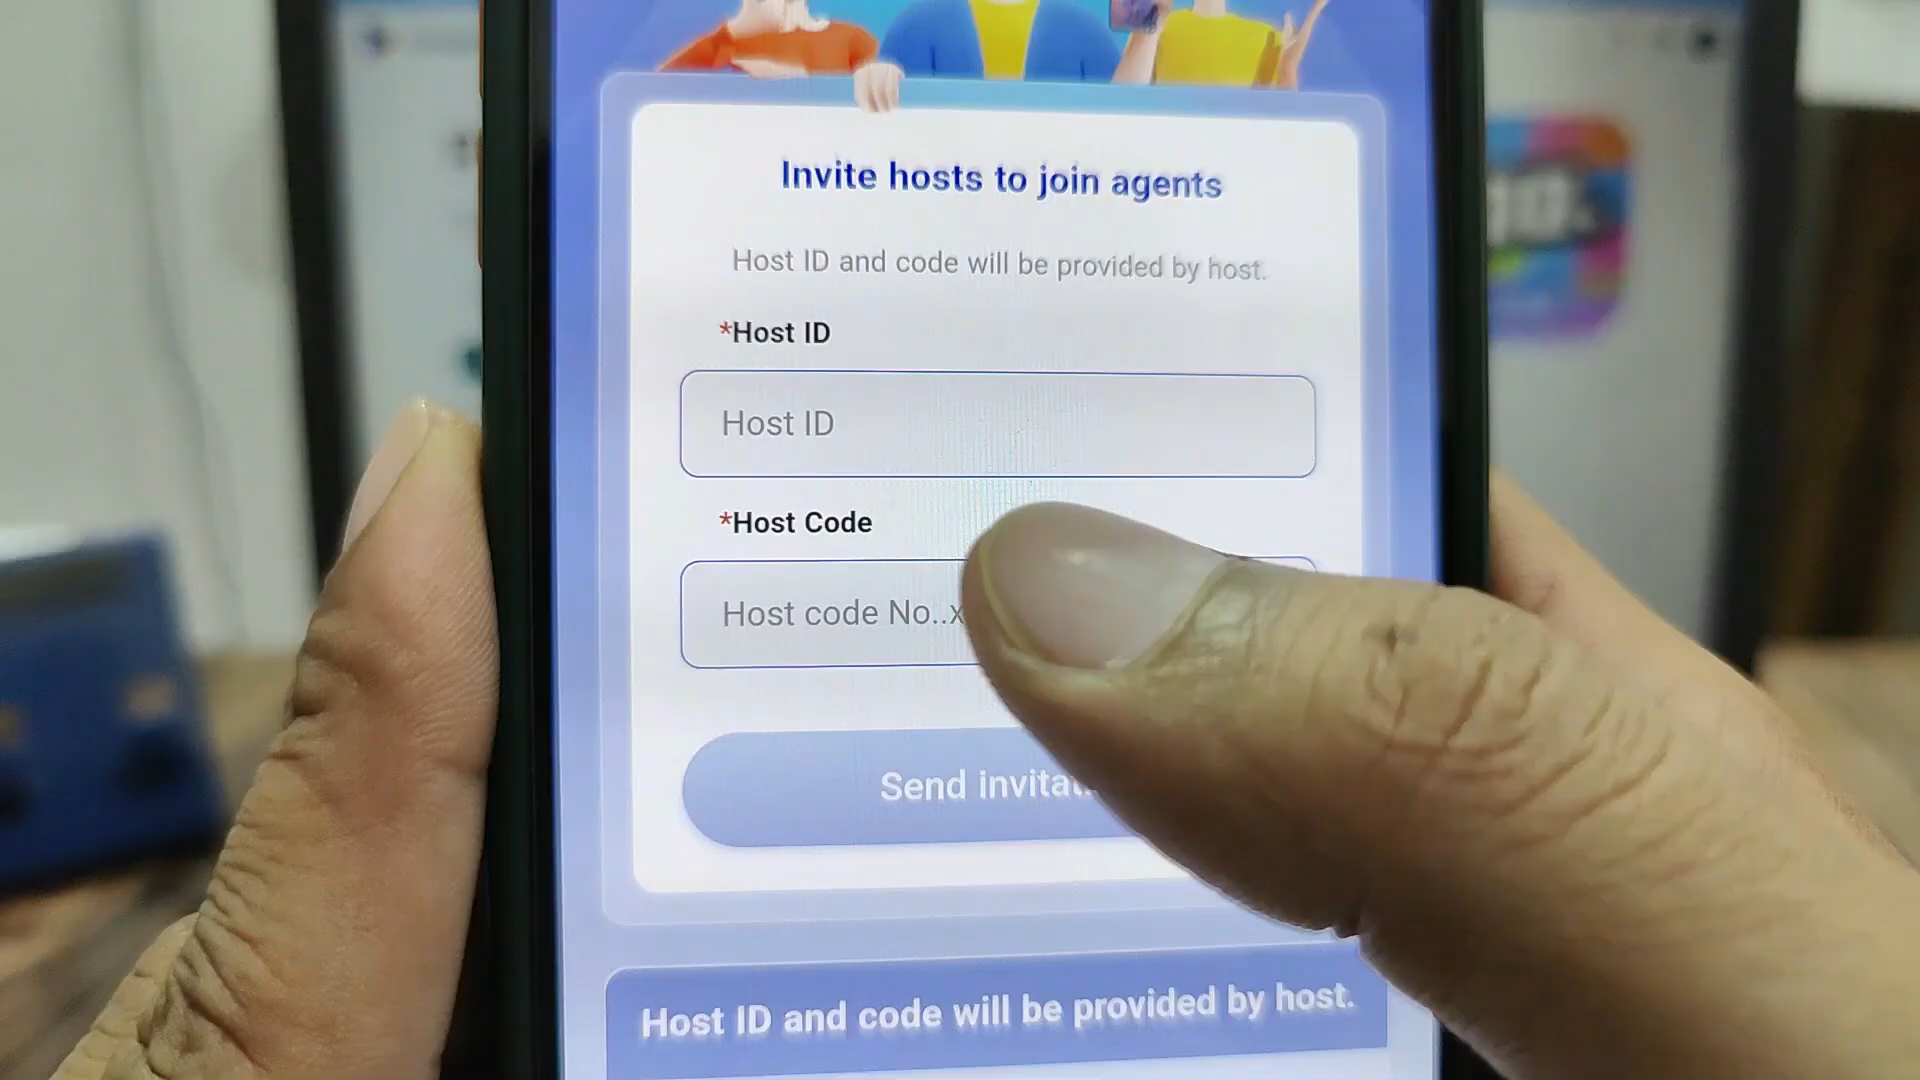 Invite hosts to join agents
Host ID and code will be provided by host.
*Host ID
Host ID
*Host Code
Host code No..x
Send
Host ID and code will be provided by host.